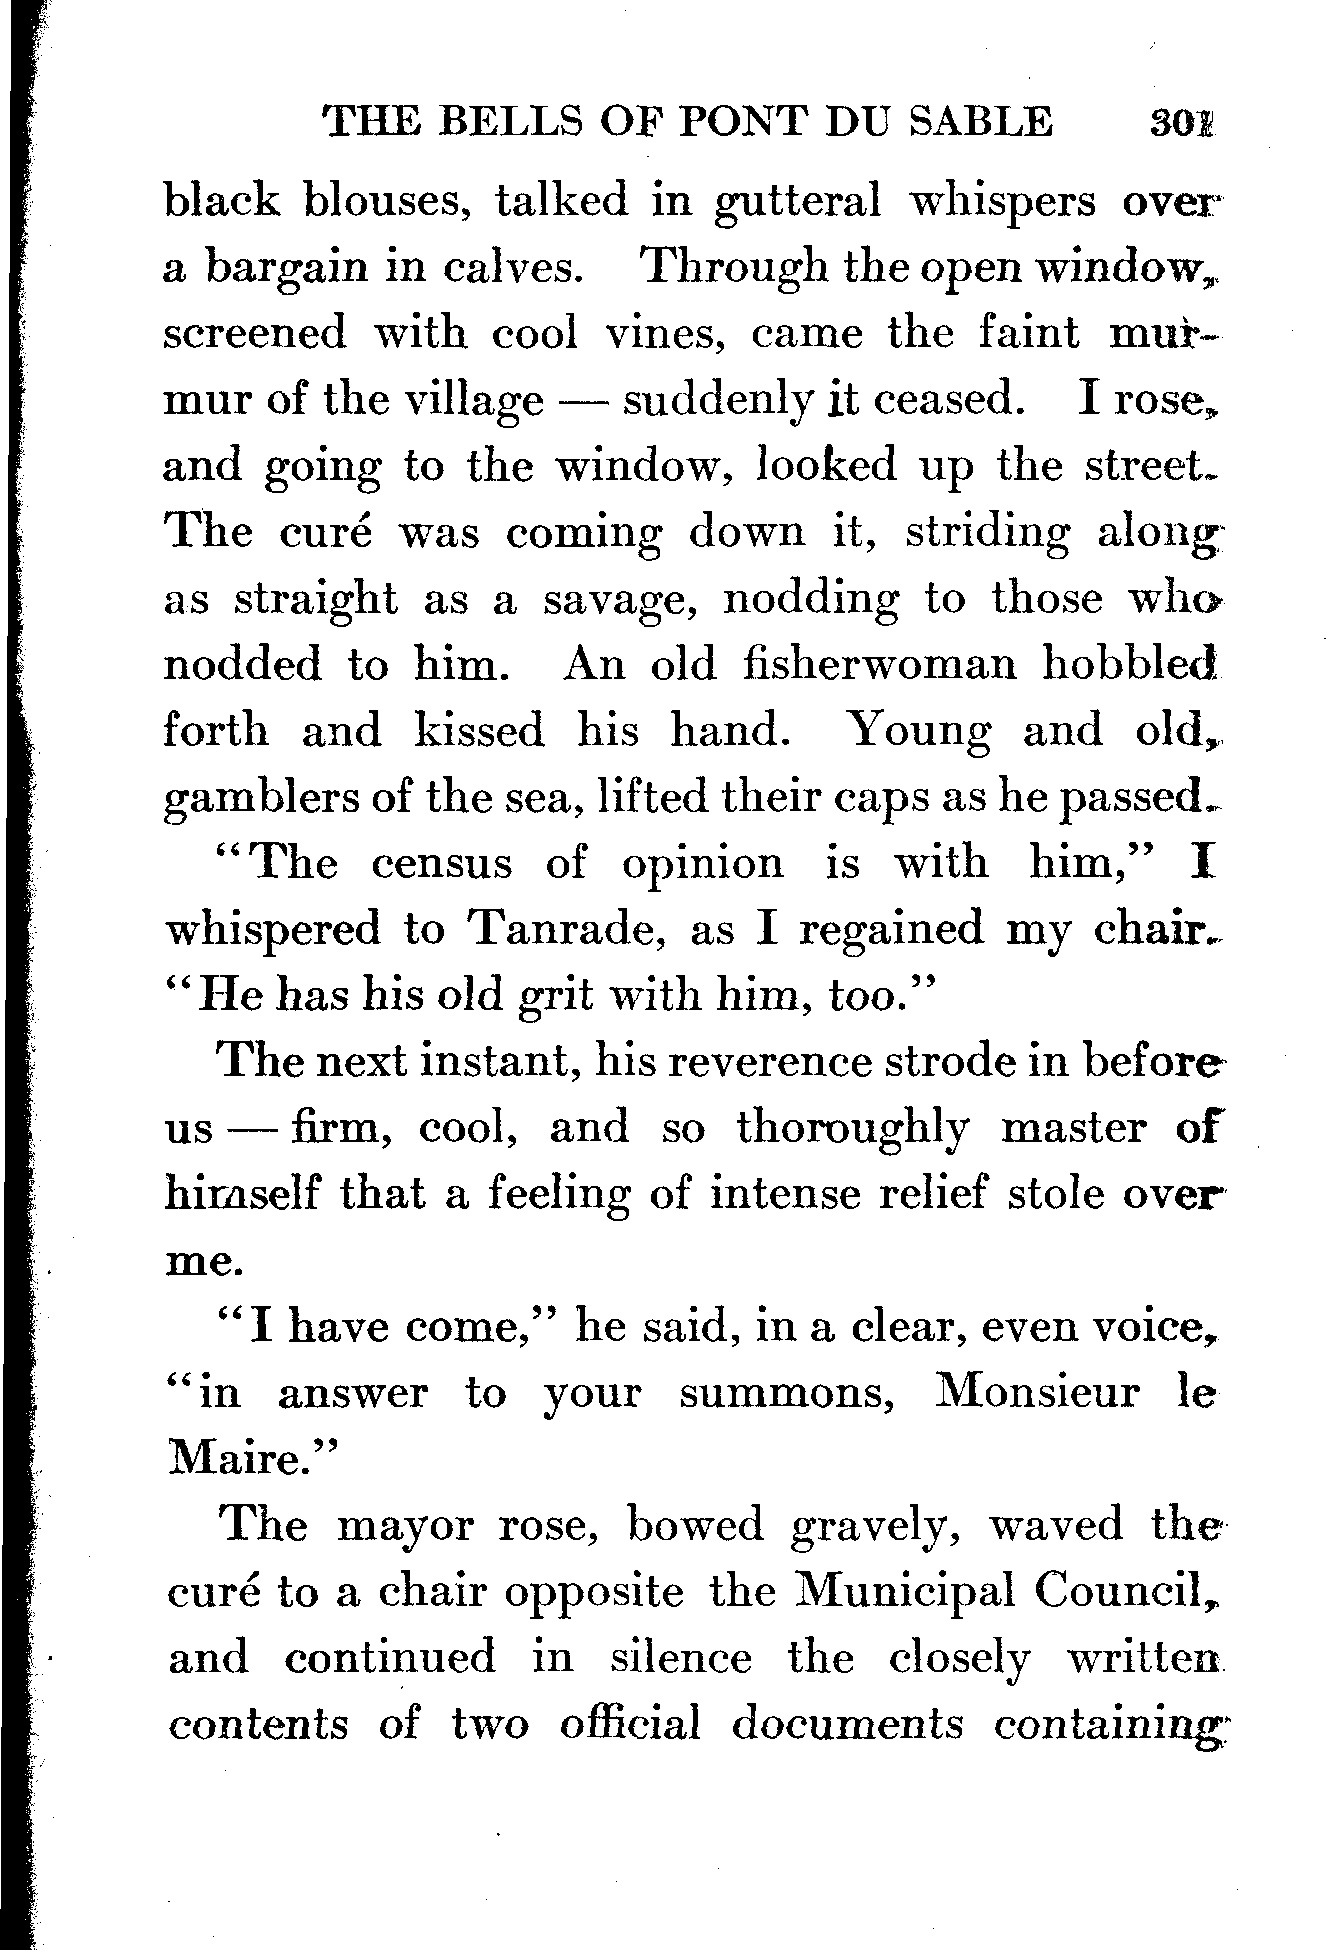 THE BELLS OF PONT DU SABLE 301
black blouses, talked in gutteral whispers over
a bargain in calves. Through the open window,
screened with cool vines, came the faint mur-
mur of the village — suddenly it ceased. I rose,
and going to the window, looked up the street.
The curé was coming down it, striding along
as straight as a savage, nodding to those who
nodded to him. An old fisherwoman hobbled
forth and kissed his hand. Young and old,
gamblers of the sea, lifted their caps as he passed.
“The census of opinion is with him,” I
whispered to Tanrade, as I regained my chair.
“He has his old grit with him, too.”
The next instant, his reverence strode in before
us — firm, cool, and so thoroughly master of
himself that a feeling of intense relief stole over
me.
“I have come,” he said, in a clear, even voice,
“in answer to your summons, Monsieur le
Maire.”
The mayor rose, bowed gravely, waved the
curé to a chair opposite the Municipal Council,
and continued in silence the closely written
contents of two official documents containing